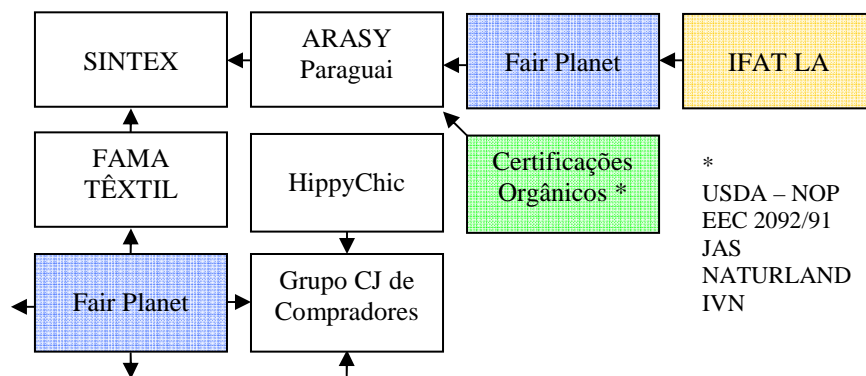 SINTEX
ARASY
Paraguai
Fair Planet
IFAT LA
FAMA
TÊXTIL
HippyChic
Certificações
Orgânicos *
*
USDA – NOP
EEC 2092/91
JAS
NATURLAND
IVN
Fair Planet
Grupo CJ de
Compradores